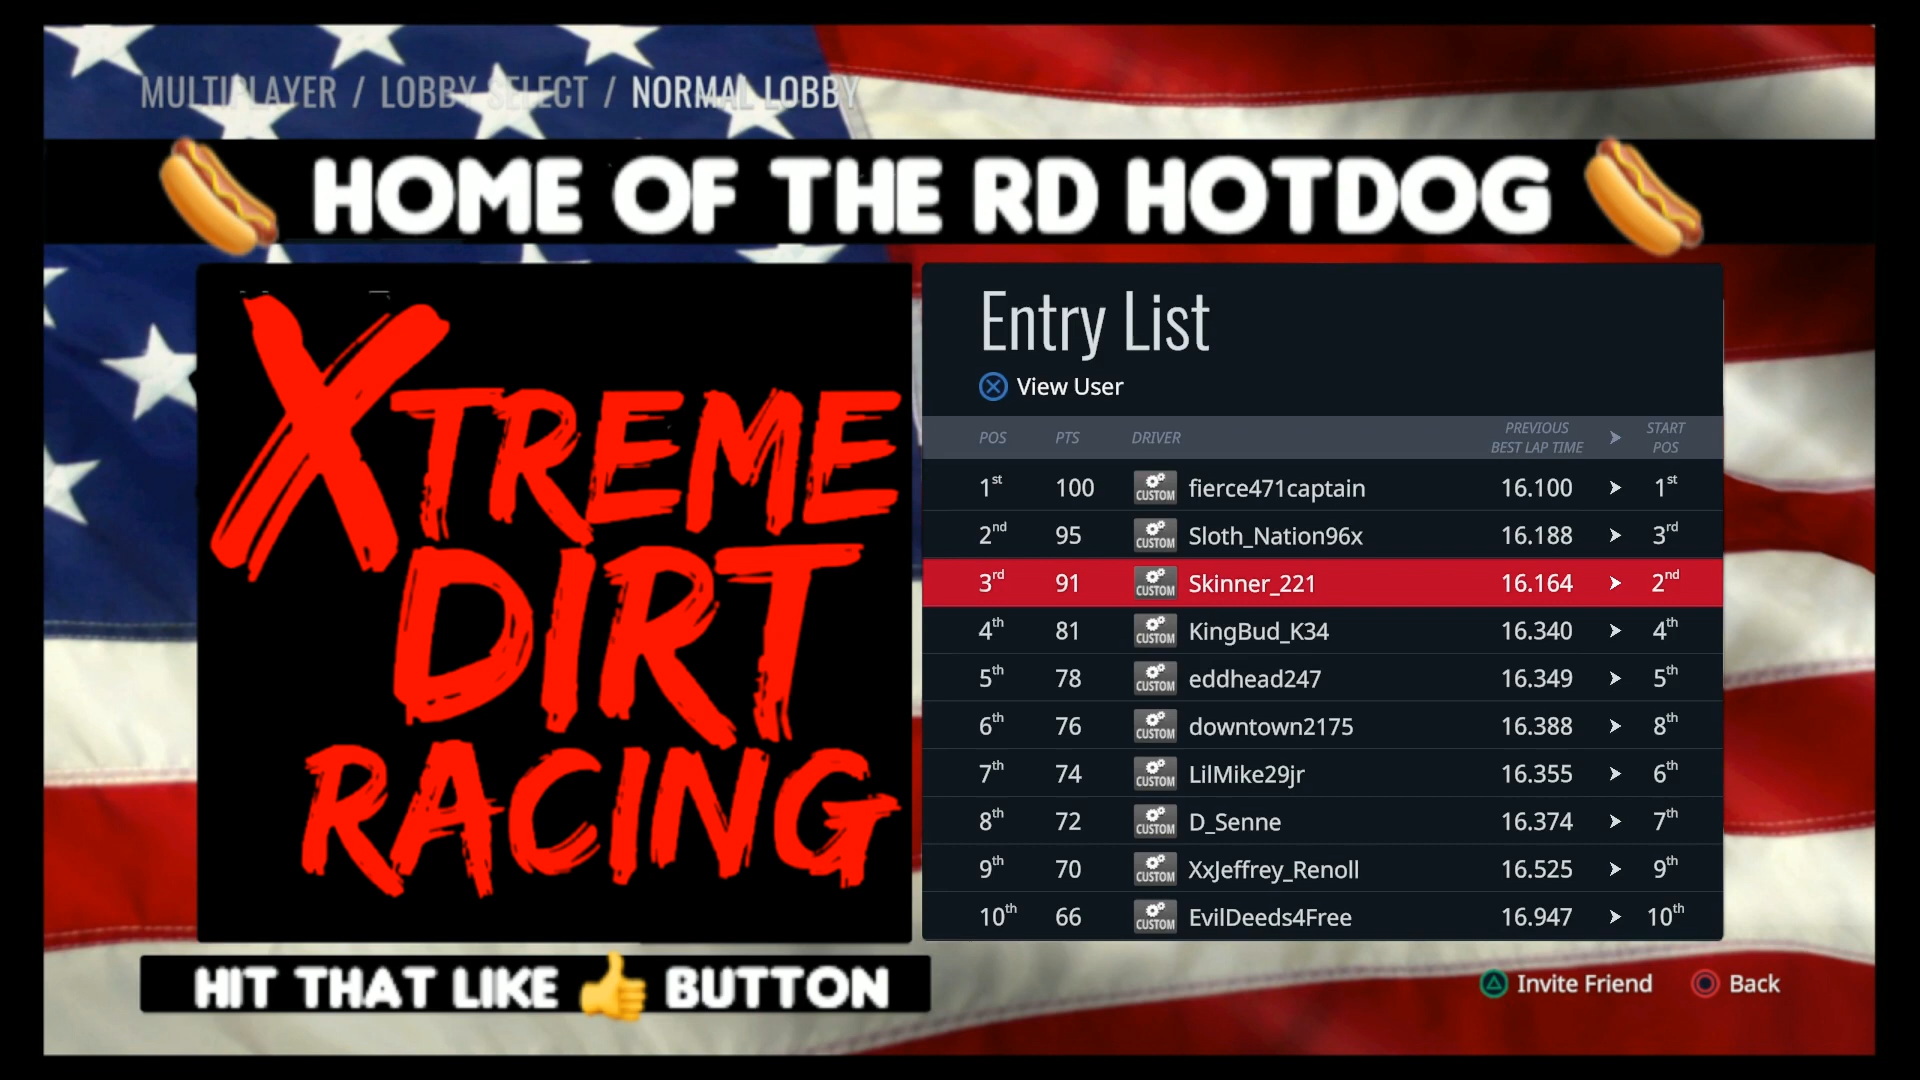 MULTIPLAYER / LOBBY SELECT / NORMAL LOBBY
HOME OF THE RD HOTDOG
XTREME
DIRT
RACING
Entry List
View User
POS PTS DRIVER PREVIOUS BEST LAP TIME START POS
1st 100 CUSTOM fierce471captain 16.100 1st
2nd 95 CUSTOM Sloth_Nation96x 16.188 3rd
3rd 91 CUSTOM Skinner_221 16.164 2nd
4th 81 CUSTOM KingBud_K34 16.340 4th
5th 78 CUSTOM eddhead247 16.349 5th
6th 76 CUSTOM downtown2175 16.388 8th
7th 74 CUSTOM LilMike29jr 16.355 6th
8th 72 CUSTOM D_Senne 16.374 7th
9th 70 CUSTOM XxJeffrey_Renoll 16.525 9th
10th 66 CUSTOM EvilDeeds4Free 16.947 10th
HIT THAT LIKE 👍 BUTTON
Invite Friend Back